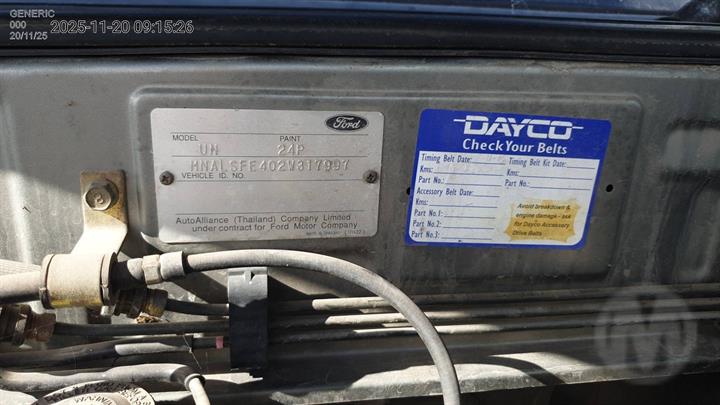 GENERIC
000
20/11/25
2025-11-20 09:15:26
Ford
MODEL PAINT
UN 24P
MNALSFE402W317997
VEHICLE ID. NO.
AutoAlliance (Thailand) Company Limited
under contract for Ford Motor Company
DAYCO
Check Your Belts
Timing Belt Date: Timing Belt Kit Date:
Kms: Kms:
Part No.: Part No.:
Accessory Belt Date:
Kms:
Part No.1:
Part No.2:
Part No.3:
Avoid breakdown &
engine damage - ask
for Dayco Accessory
Drive Belts
M